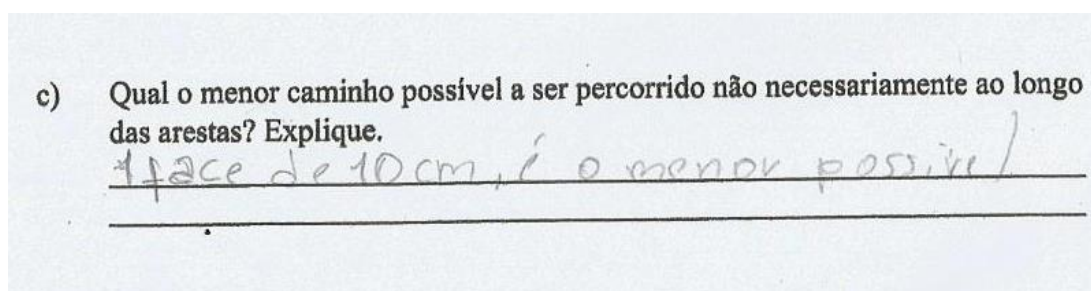 c) Qual o menor caminho possível a ser percorrido não necessariamente ao longo
das arestas? Explique.
1 face de 10 cm, é o menor possivel